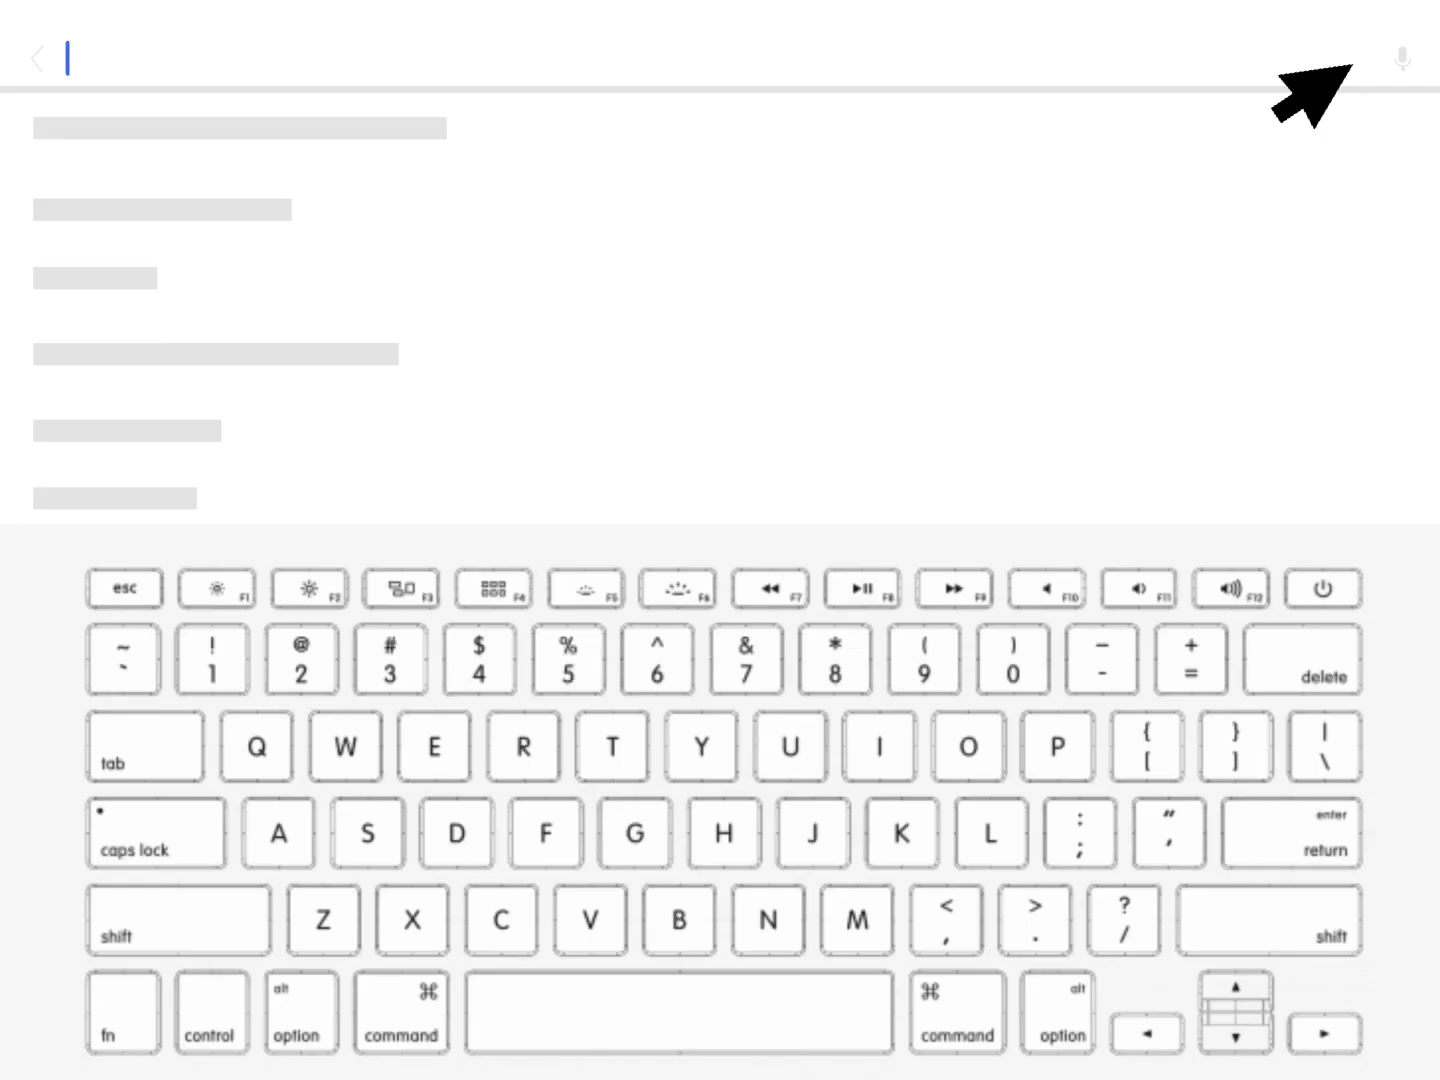 esc F1 F2 F3 F4 F5 F6 F7 F8 F9 F10 F11 F12
~ ! @ # $ % ^ & * ( ) – +
` 1 2 3 4 5 6 7 8 9 0 - = delete
tab Q W E R T Y U I O P { [ } ] | \
caps lock A S D F G H J K L : ; " ' enter return
shift Z X C V B N M < , > . ? / shift
fn control alt option ⌘ command ⌘ command alt option